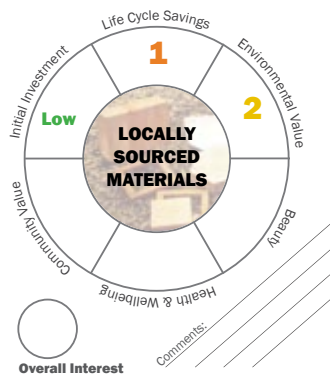 Life Cycle Savings
1
Initial Investment
Low
Environmental Value
2
LOCALLY
SOURCED
MATERIALS
Community Value
Beauty
Health & Wellbeing
Comments:
Overall Interest